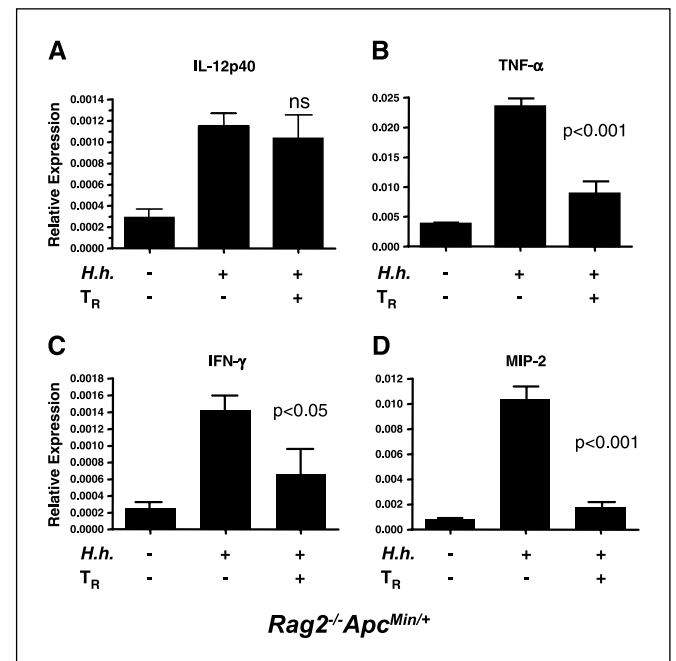 A
IL-12p40
ns
Relative Expression
0.0014
0.0012
0.0010
0.0008
0.0006
0.0004
0.0002
0.0000
H.h. - + +
T_R - - +
B
TNF-α
p<0.001
0.025
0.020
0.015
0.010
0.005
0.000
H.h. - + +
T_R - - +
C
IFN-γ
p<0.05
Relative Expression
0.0018
0.0016
0.0014
0.0012
0.0010
0.0008
0.0006
0.0004
0.0002
0.0000
H.h. - + +
T_R - - +
D
MIP-2
p<0.001
0.012
0.010
0.008
0.006
0.004
0.002
0.000
H.h. - + +
T_R - - +
Rag2-/-ApcMin/+